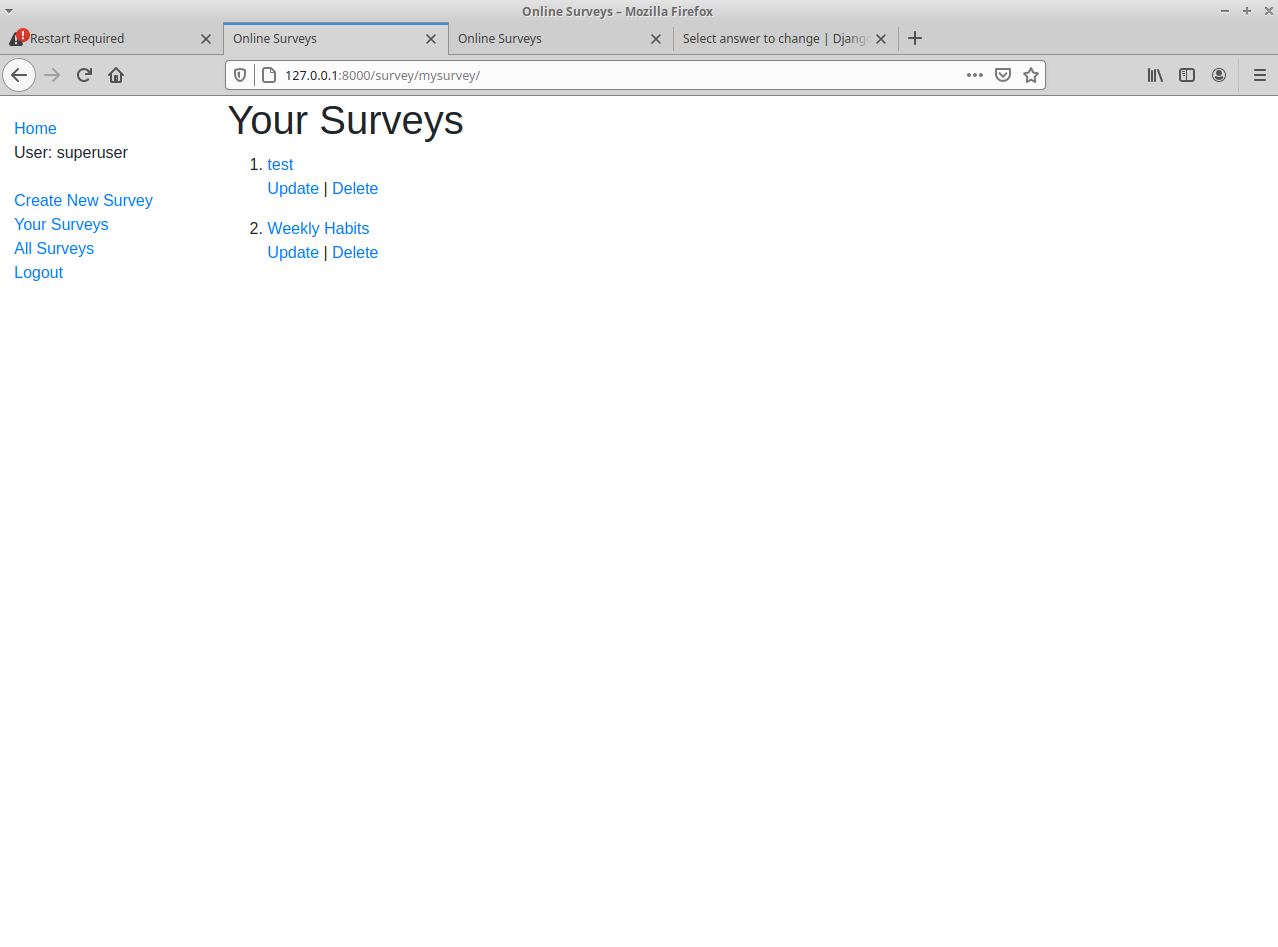 Online Surveys – Mozilla Firefox
Restart Required
Online Surveys
Online Surveys
Select answer to change | Djang
127.0.0.1:8000/survey/mysurvey/
Home
User: superuser
Create New Survey
Your Surveys
All Surveys
Logout
Your Surveys
1. test
Update | Delete
2. Weekly Habits
Update | Delete